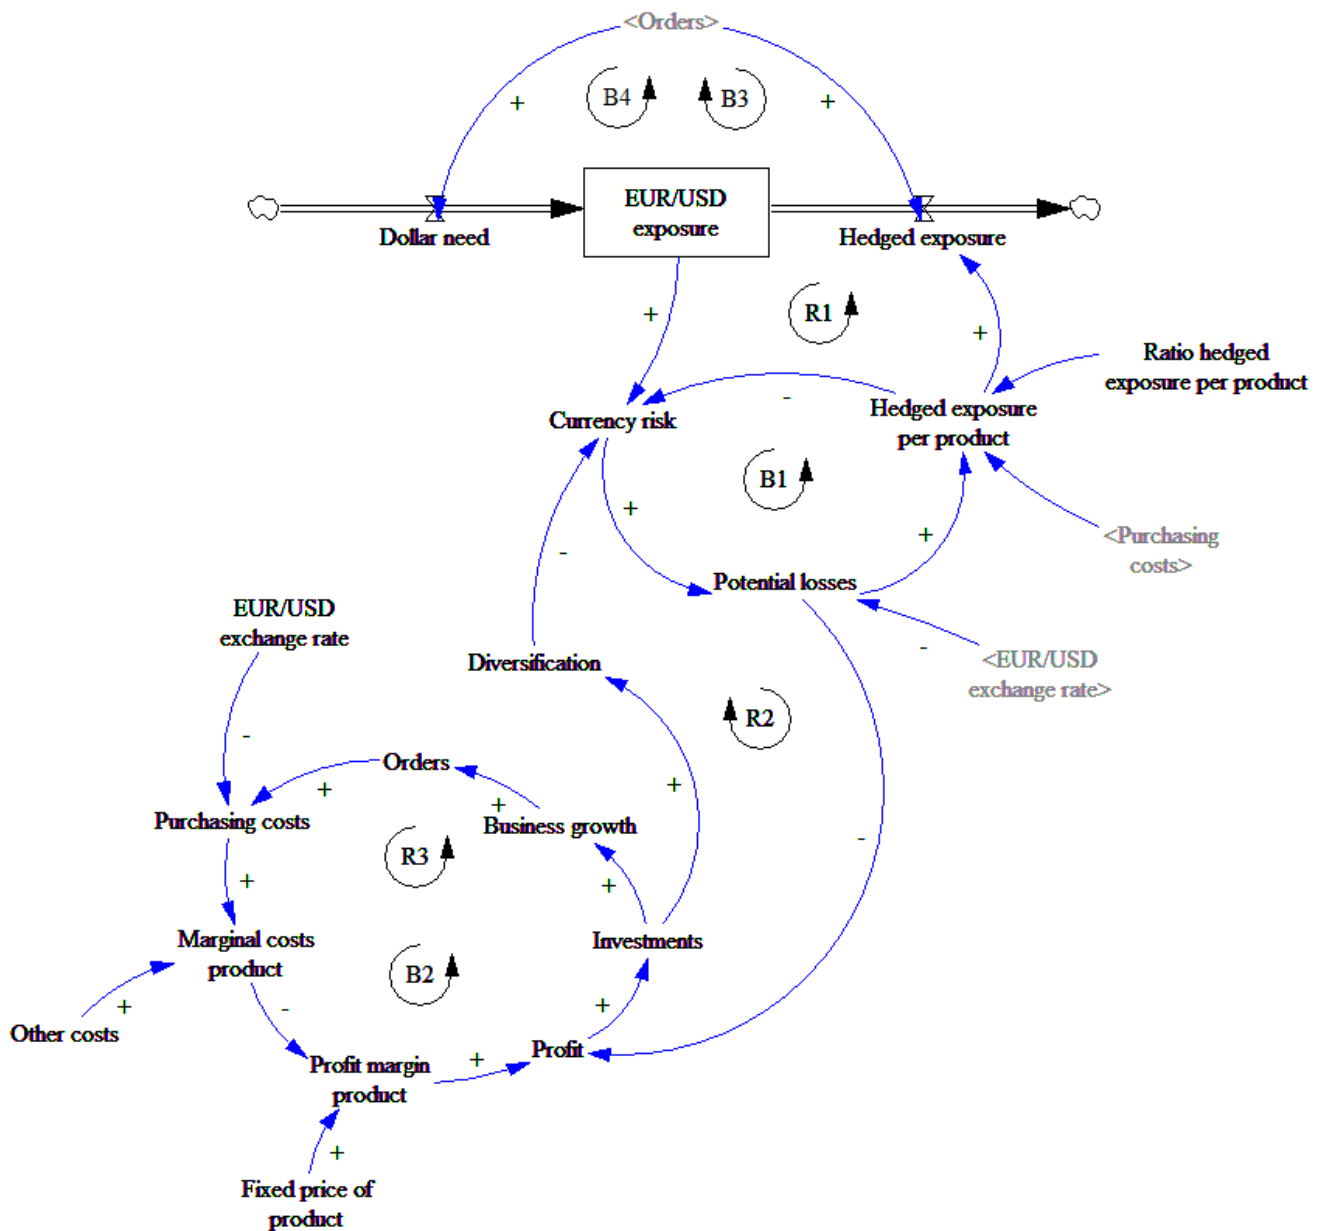 <Orders>
B4
B3
+
+
EUR/USD
exposure
Dollar need
Hedged exposure
R1
+
+
Ratio hedged
exposure per product
-
Currency risk
Hedged exposure
per product
B1
+
+
<Purchasing
costs>
-
Potential losses
EUR/USD
exchange rate
-
<EUR/USD
exchange rate>
Diversification
R2
-
Orders
+
+
+
Purchasing costs
Business growth
-
R3
+
+
Marginal costs
product
Investments
B2
+
-
+
Other costs
Profit
+
Profit margin
product
+
Fixed price of
product